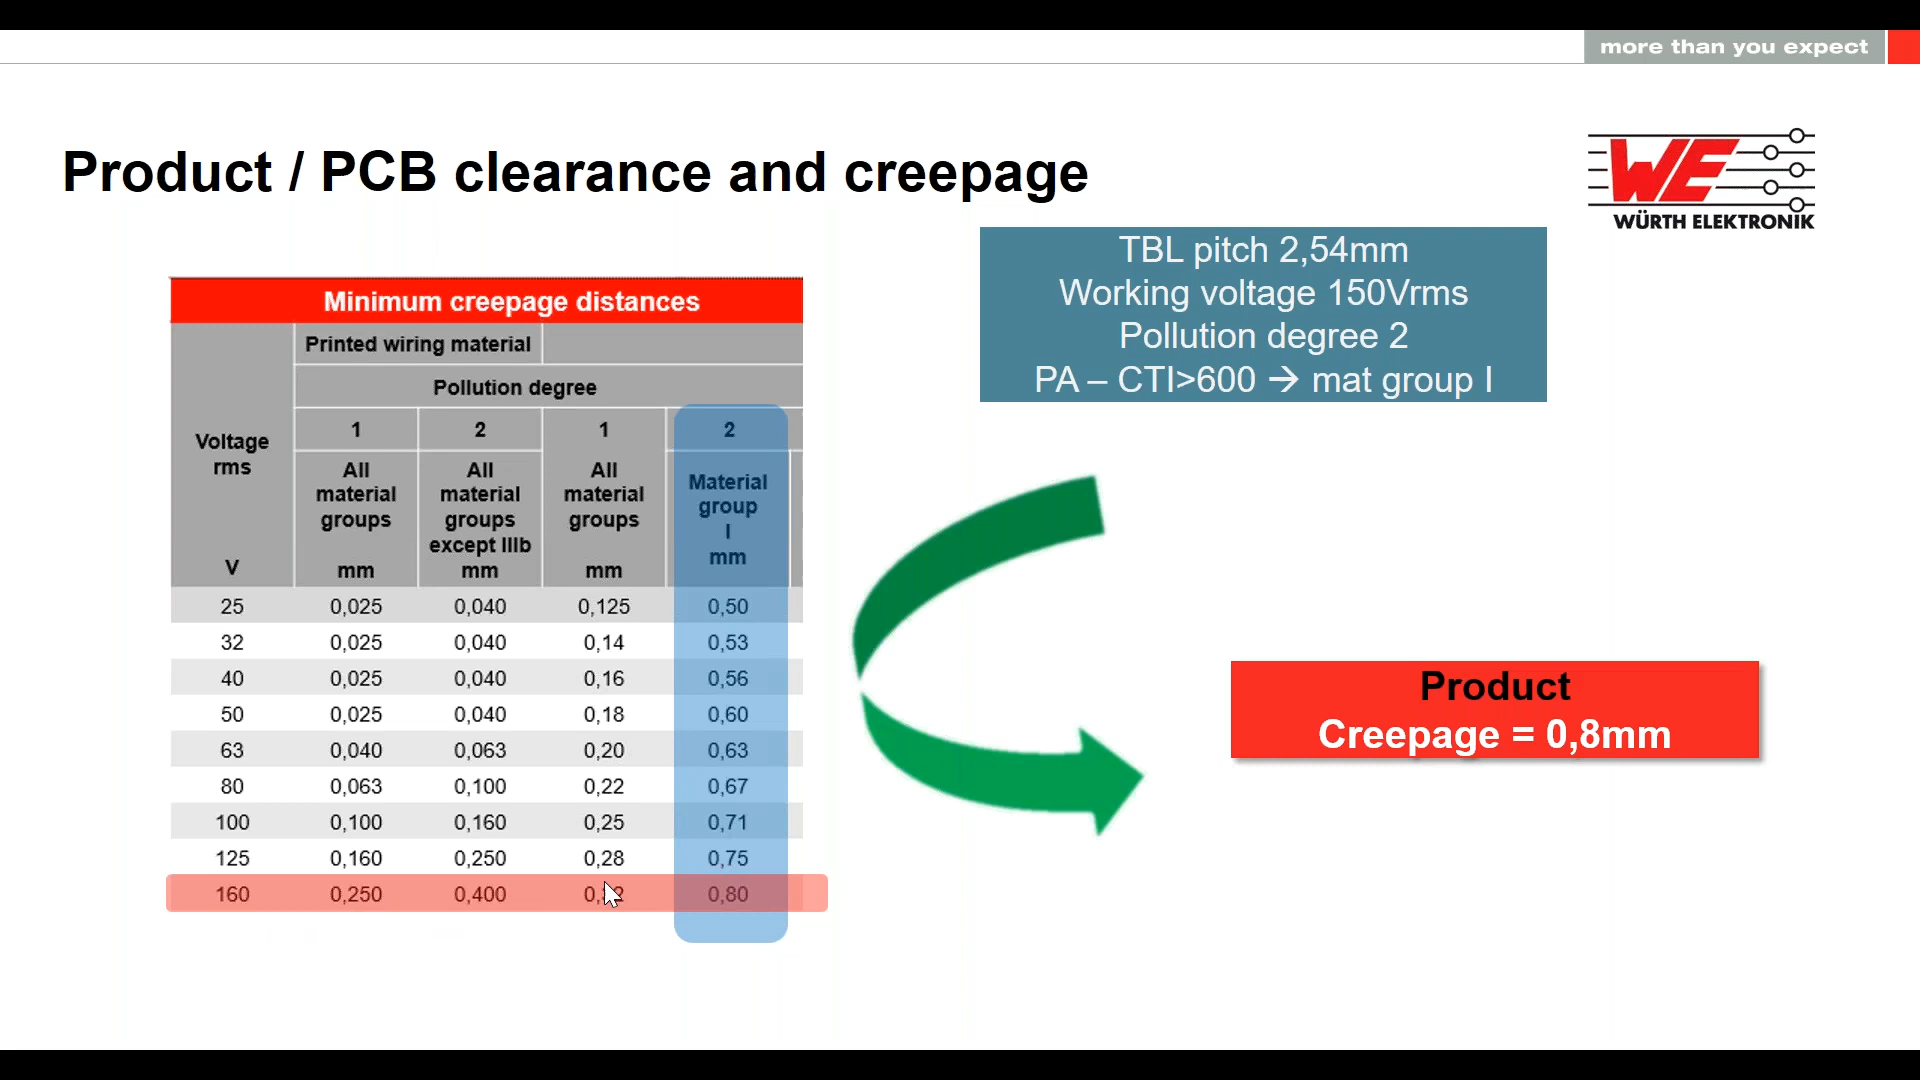 more than you expect
Product / PCB clearance and creepage
WE
WÜRTH ELEKTRONIK
TBL pitch 2,54mm
Working voltage 150Vrms
Pollution degree 2
PA – CTI>600 → mat group I
Minimum creepage distances
Printed wiring material
Pollution degree
Voltage rms V
1 2 1 2
All material groups mm
All material groups except IIIb mm
All material groups mm
Material group I mm
25 0,025 0,040 0,125 0,50
32 0,025 0,040 0,14 0,53
40 0,025 0,040 0,16 0,56
50 0,025 0,040 0,18 0,60
63 0,040 0,063 0,20 0,63
80 0,063 0,100 0,22 0,67
100 0,100 0,160 0,25 0,71
125 0,160 0,250 0,28 0,75
160 0,250 0,400 0,80
Product
Creepage = 0,8mm